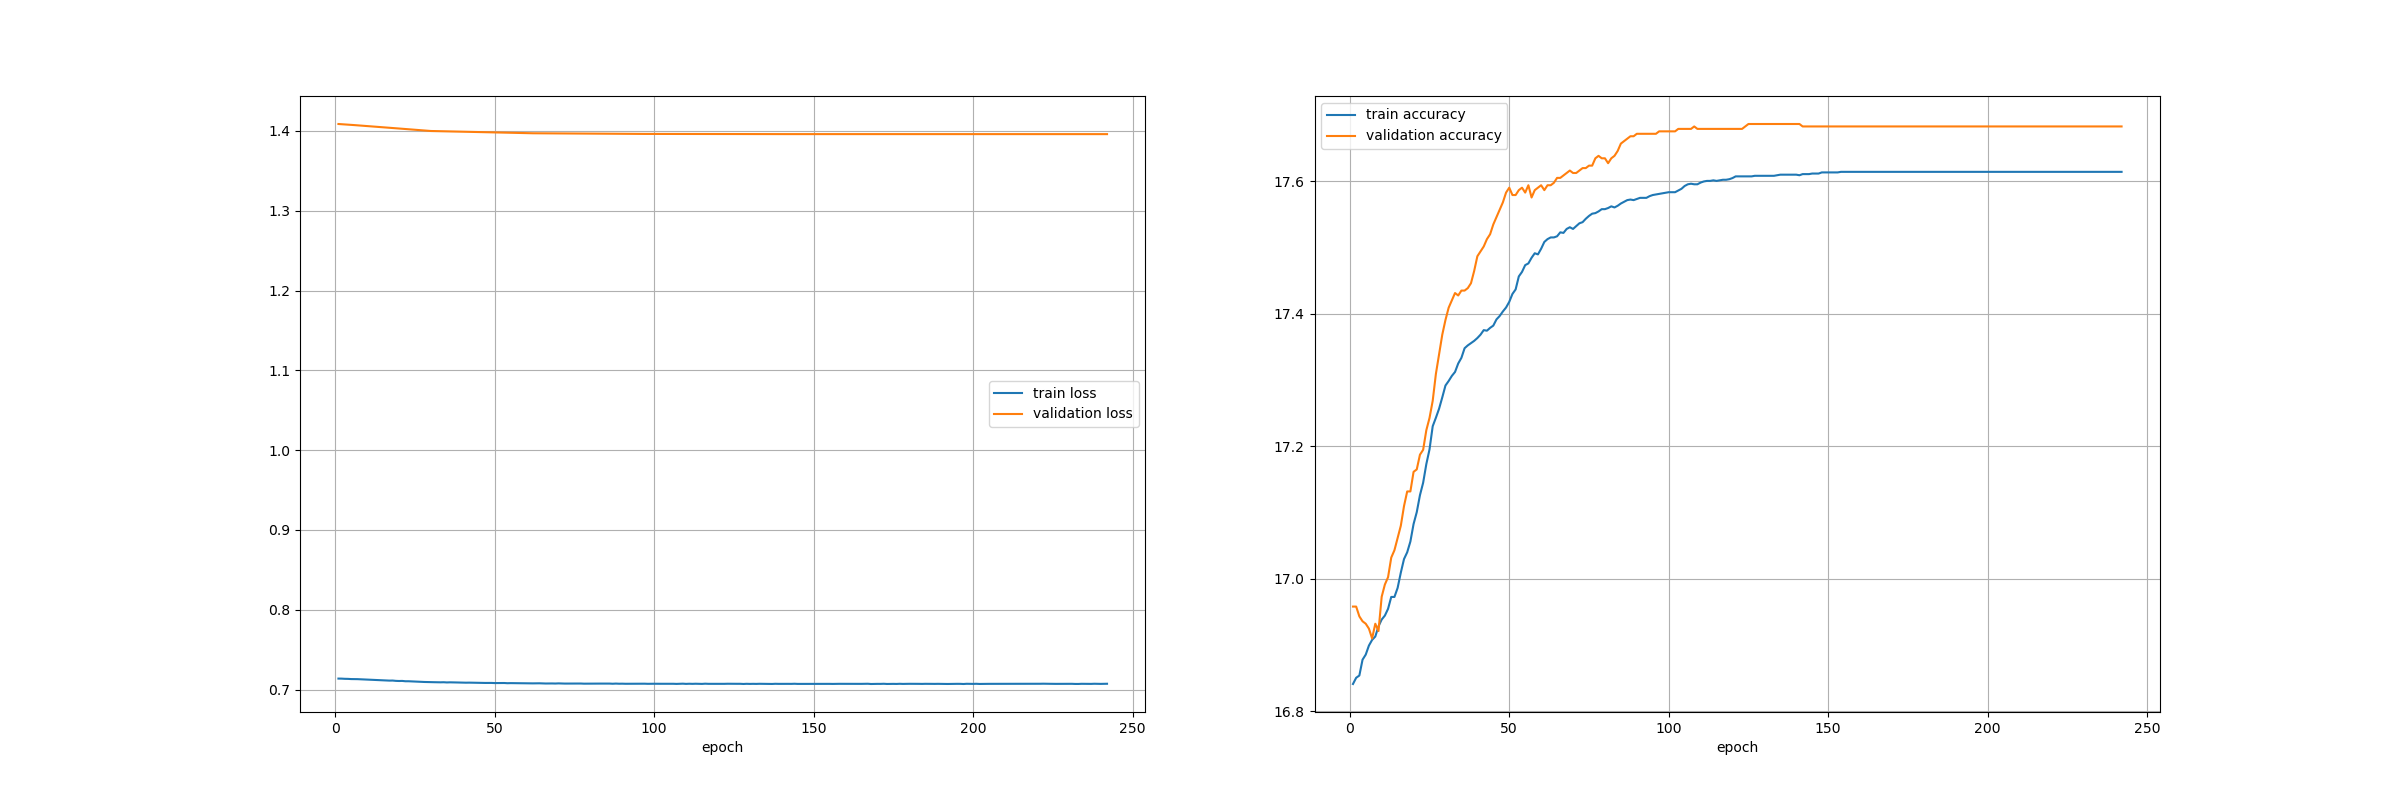 1.4
1.3
1.2
1.1
1.0
0.9
0.8
0.7
0 50 100 150 200 250
epoch
train loss
validation loss
train accuracy
validation accuracy
17.6
17.4
17.2
17.0
16.8
0 50 100 150 200 250
epoch